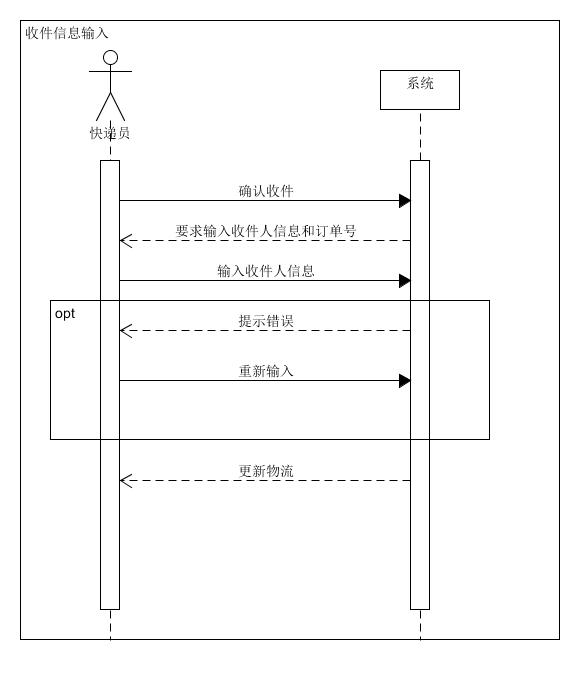 收件信息输入
快递员
系统
确认收件
要求输入收件人信息和订单号
输入收件人信息
opt
提示错误
重新输入
更新物流